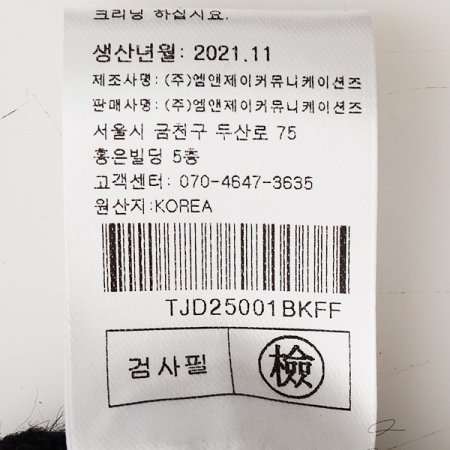 크리닝 하십시요.
생산년월: 2021.11
제조사명: (주)엠앤제이커뮤니케이션즈
판매사명: (주)엠앤제이커뮤니케이션즈
서울시 금천구 두산로 75
홍은빌딩 5층
고객센터: 070-4647-3635
원산지:KOREA
TJD25001BKFF
검사필 檢